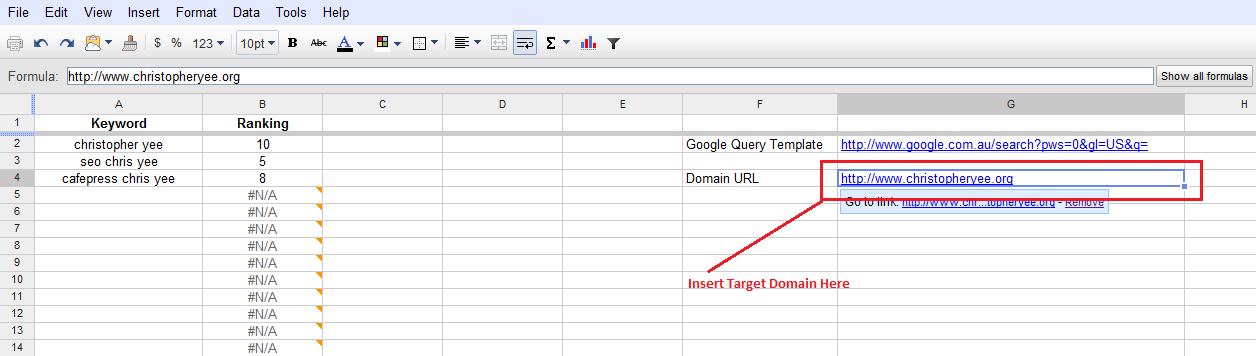 File Edit View Insert Format Data Tools Help
$ % 123 10pt B Abc A Σ
Formula: http://www.christopheryee.org Show all formulas
A B C D E F G H
1 Keyword Ranking
2 christopher yee 10 Google Query Template http://www.google.com.au/search?pws=0&gl=US&q=
3 seo chris yee 5
4 cafepress chris yee 8 Domain URL http://www.christopheryee.org
5 #N/A Go to link: http://www.chr...topheryee.org - Remove
6 #N/A
7 #N/A
8 #N/A
9 #N/A
10 #N/A Insert Target Domain Here
11 #N/A
12 #N/A
13 #N/A
14 #N/A